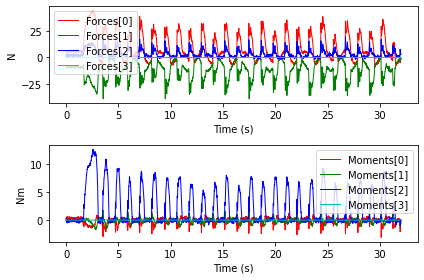 Forces[0]
Forces[1]
Forces[2]
Forces[3]
25
0
−25
N
0 5 10 15 20 25 30
Time (s)
Moments[0]
Moments[1]
Moments[2]
Moments[3]
10
5
0
Nm
0 5 10 15 20 25 30
Time (s)